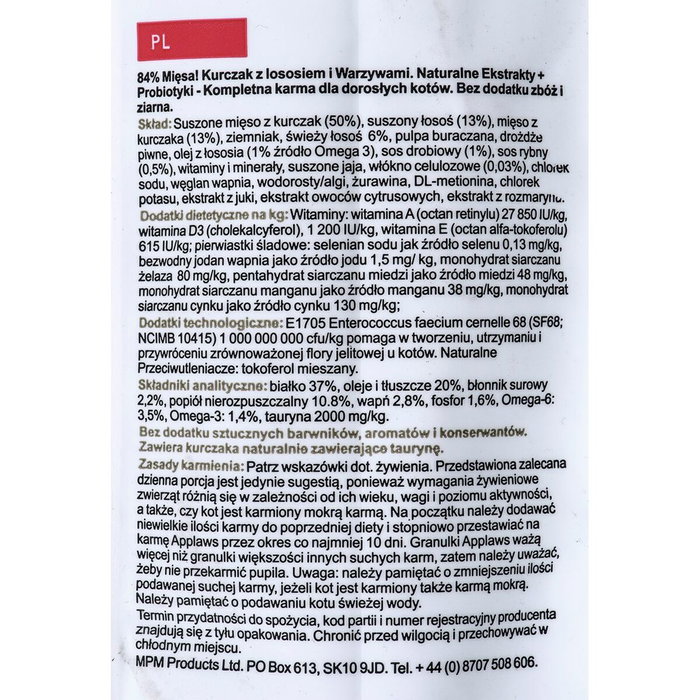 PL
84% Mięsa! Kurczak z łososiem i Warzywami. Naturalne Ekstrakty +
Probiotyki - Kompletna karma dla dorosłych kotów. Bez dodatku zbóż i
ziarna.
Skład: Suszone mięso z kurczak (50%), suszony łosoś (13%), mięso z
kurczaka (13%), ziemniak, świeży łosoś 6%, pulpa buraczana, drożdże
piwne, olej z łososia (1% źródło Omega 3), sos drobiowy (1%), sos rybny
(0,5%), witaminy i minerały, suszone jaja, włókno celulozowe (0,03%), chlorek
sodu, węglan wapnia, wodorosty/algi, żurawina, DL-metionina, chlorek
potasu, ekstrakt z juki, ekstrakt owoców cytrusowych, ekstrakt z rozmarynu.
Dodatki dietetyczne na kg: Witaminy: witamina A (octan retinylu) 27 850 IU/kg,
witamina D3 (cholekalcyferol), 1 200 IU/kg, witamina E (octan alfa-tokoferolu)
615 IU/kg; pierwiastki śladowe: selenian sodu jak źródło selenu 0,13 mg/kg,
bezwodny jodan wapnia jako źródło jodu 1,5 mg/ kg, monohydrat siarczanu
żelaza 80 mg/kg, pentahydrat siarczanu miedzi jako źródło miedzi 48 mg/kg,
monohydrat siarczanu manganu jako źródło manganu 38 mg/kg, monohydrat
siarczanu cynku jako źródło cynku 130 mg/kg;
Dodatki technologiczne: E1705 Enterococcus faecium cernelle 68 (SF68;
NCIMB 10415) 1 000 000 000 cfu/kg pomaga w tworzeniu, utrzymaniu i
przywróceniu zrównoważonej flory jelitowej u kotów. Naturalne
Przeciwutleniacze: tokoferol mieszany.
Składniki analityczne: białko 37%, oleje i tłuszcze 20%, błonnik surowy
2,2%, popiół nierozpuszczalny 10.8%, wapń 2,8%, fosfor 1,6%, Omega-6:
3,5%, Omega-3: 1,4%, tauryna 2000 mg/kg.
Bez dodatku sztucznych barwników, aromatów i konserwantów.
Zawiera kurczaka naturalnie zawierające taurynę.
Zasady karmienia: Patrz wskazówki dot. żywienia. Przedstawiona zalecana
dzienna porcja jest jedynie sugestią, ponieważ wymagania żywieniowe
zwierząt różnią się w zależności od ich wieku, wagi i poziomu aktywności,
a także, czy kot jest karmiony mokrą karmą. Na początku należy dodawać
niewielkie ilości karmy do poprzedniej diety i stopniowo przestawiać na
karmę Applaws przez okres co najmniej 10 dni. Granulki Applaws ważą
więcej niż granulki większości innych suchych karm, zatem należy uważać,
żeby nie przekarmić pupila. Uwaga: należy pamiętać o zmniejszeniu ilości
podawanej suchej karmy, jeżeli kot jest karmiony także karmą mokrą.
Należy pamiętać o podawaniu kotu świeżej wody.
Termin przydatności do spożycia, kod partii i numer rejestracyjny producenta
znajdują się z tyłu opakowania. Chronić przed wilgocią i przechowywać w
chłodnym miejscu.
MPM Products Ltd. PO Box 613, SK10 9JD. Tel. + 44 (0) 8707 508 606.